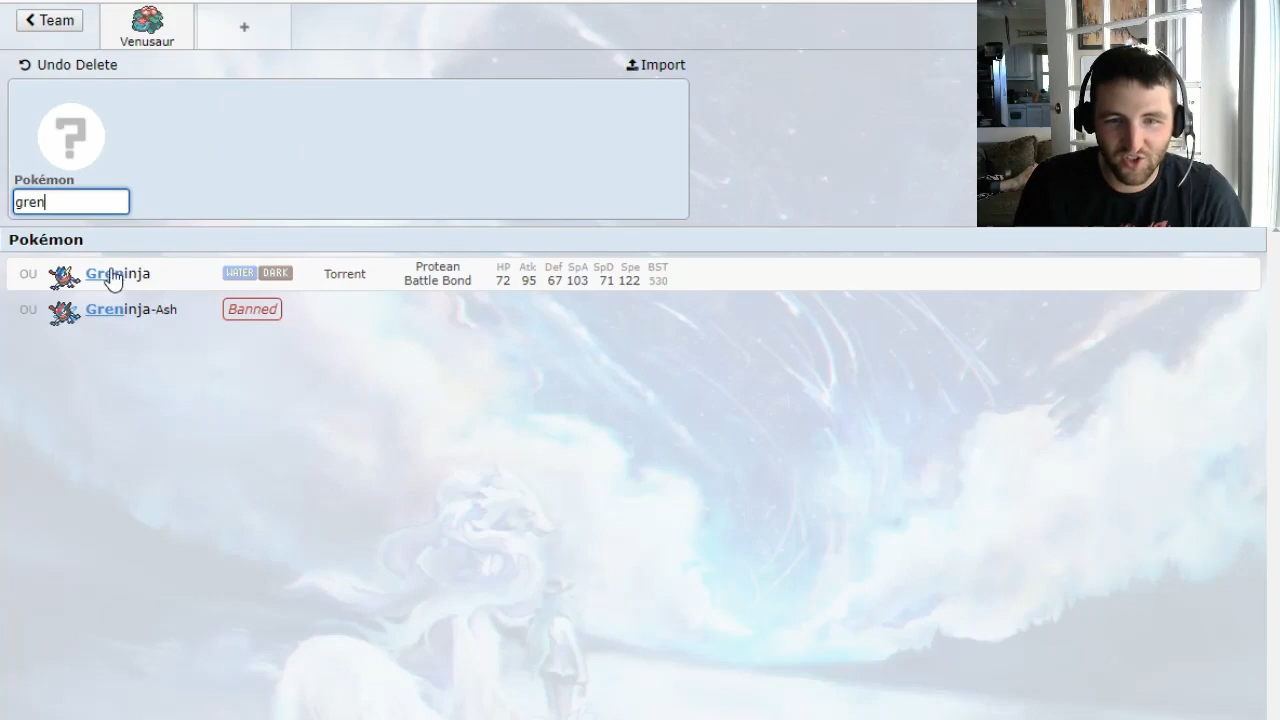 Team
Venusaur
+
Undo Delete
Import
?
Pokémon
gren
Pokémon
OU Greninja WATER DARK Torrent Protean Battle Bond HP 72 Atk 95 Def 67 SpA 103 SpD 71 Spe 122 BST 530
OU Greninja-Ash Banned